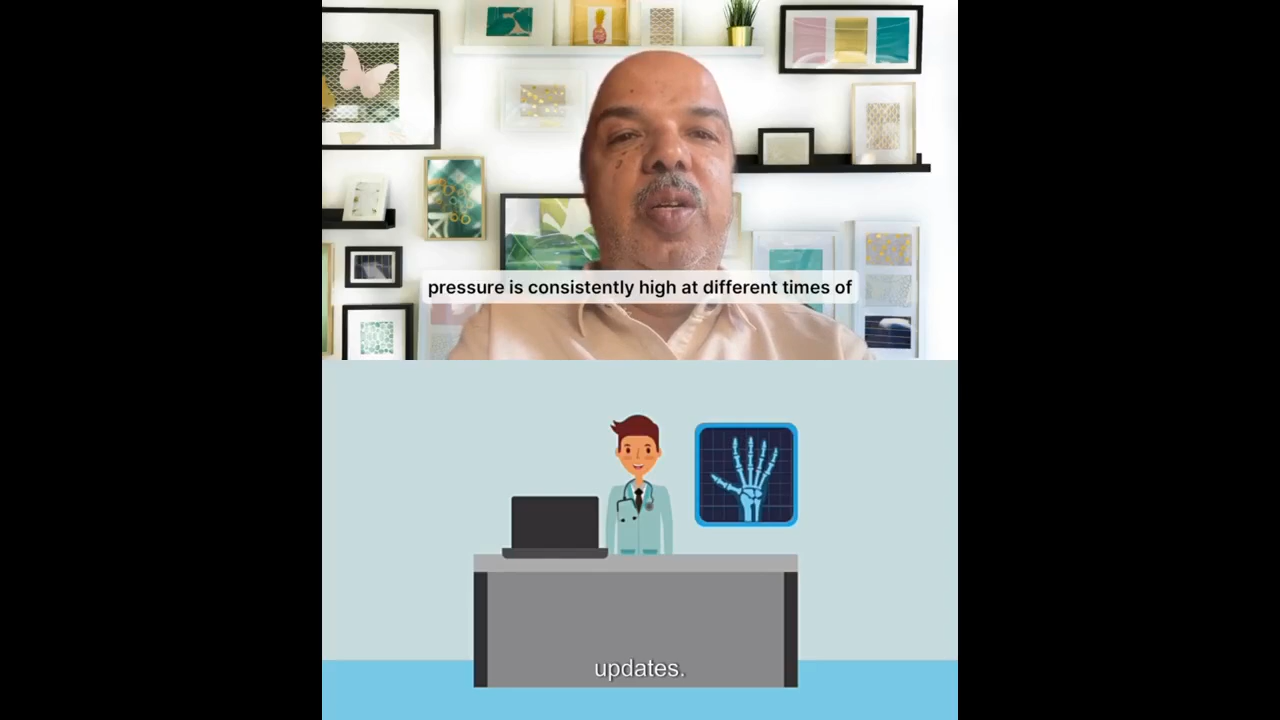 pressure is consistently high at different times of
updates.